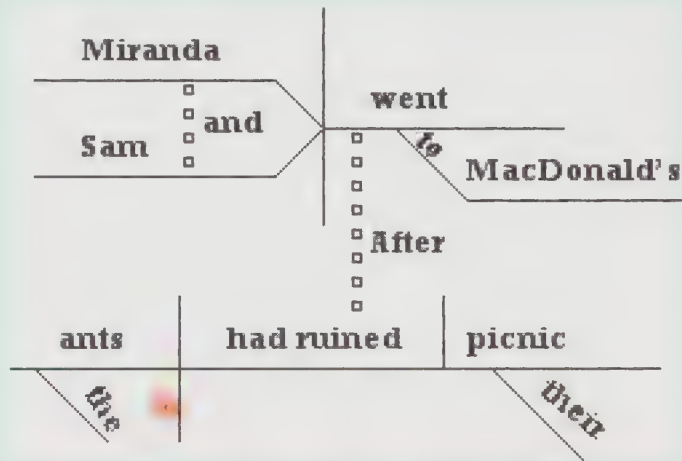 Miranda
and
Sam
went
to
MacDonald's
After
ants
had ruined
picnic
the
their